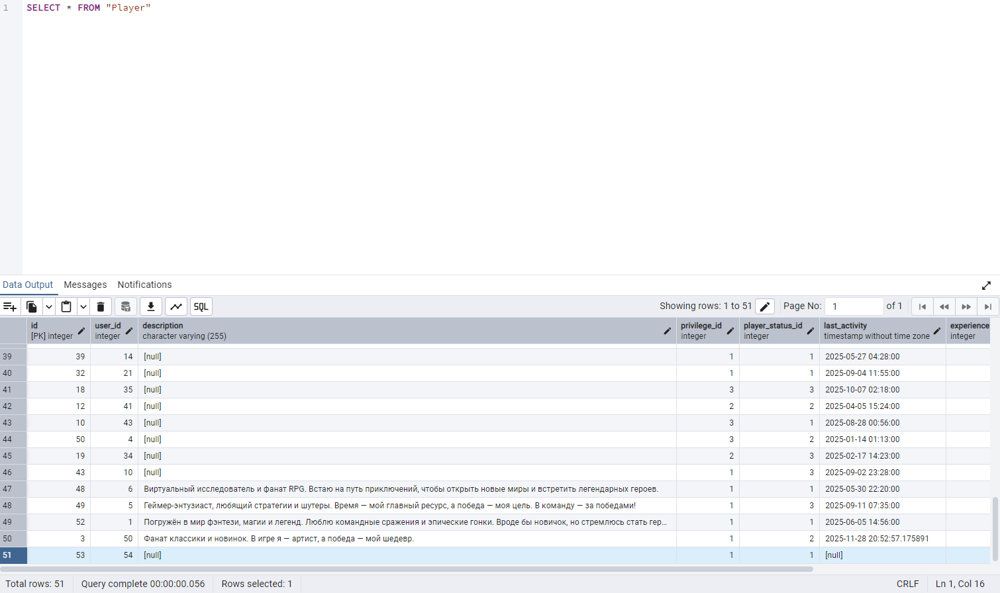 1 SELECT * FROM "Player"
Data Output Messages Notifications
SQL Showing rows: 1 to 51 Page No: 1 of 1
id user_id description privilege_id player_status_id last_activity experience
[PK] integer integer character varying (255) integer integer timestamp without time zone integer
39 39 14 [null] 1 1 2025-05-27 04:28:00
40 32 21 [null] 1 1 2025-09-04 11:55:00
41 18 35 [null] 3 3 2025-10-07 02:18:00
42 12 41 [null] 2 2 2025-04-05 15:24:00
43 10 43 [null] 3 1 2025-08-28 00:56:00
44 50 4 [null] 3 2 2025-01-14 01:13:00
45 19 34 [null] 2 3 2025-02-17 14:23:00
46 43 10 [null] 1 3 2025-09-02 23:28:00
47 48 6 Виртуальный исследователь и фанат RPG. Встаю на путь приключений, чтобы открыть новые миры и встретить легендарных героев. 1 1 2025-05-30 22:20:00
48 49 5 Геймер-энтузиаст, любящий стратегии и шутеры. Время — мой главный ресурс, а победа — моя цель. В команду — за победами! 1 3 2025-09-11 07:35:00
49 52 1 Погружён в мир фэнтези, магии и легенд. Люблю командные сражения и эпические гонки. Вроде бы новичок, но стремлюсь стать гер... 1 1 2025-06-05 14:56:00
50 3 50 Фанат классики и новинок. В игре я — артист, а победа — мой шедевр. 1 2 2025-11-28 20:52:57.175891
51 53 54 [null] 1 1 [null]
Total rows: 51 Query complete 00:00:00.056 Rows selected: 1 CRLF Ln 1, Col 16